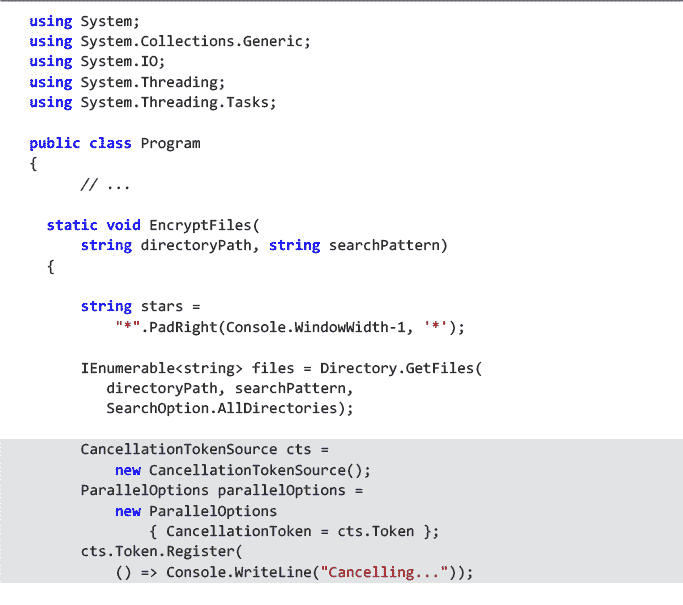 using System;
using System.Collections.Generic;
using System.IO;
using System.Threading;
using System.Threading.Tasks;
public class Program
{
// ...
static void EncryptFiles(
string directoryPath, string searchPattern)
{
string stars =
"*".PadRight(Console.WindowWidth-1, '*');
IEnumerable<string> files = Directory.GetFiles(
directoryPath, searchPattern,
SearchOption.AllDirectories);
CancellationTokenSource cts =
new CancellationTokenSource();
ParallelOptions parallelOptions =
new ParallelOptions
{ CancellationToken = cts.Token };
cts.Token.Register(
() => Console.WriteLine("Cancelling..."));